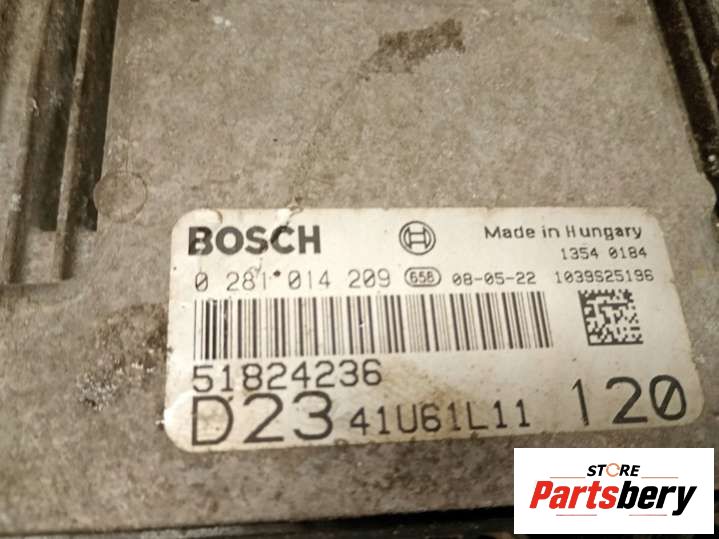 BOSCH Made in Hungary
1354 0184
0 281 014 209 658 08-05-22 1039S25196
51824236
D23 41U61L11 120
STORE
Partsbery